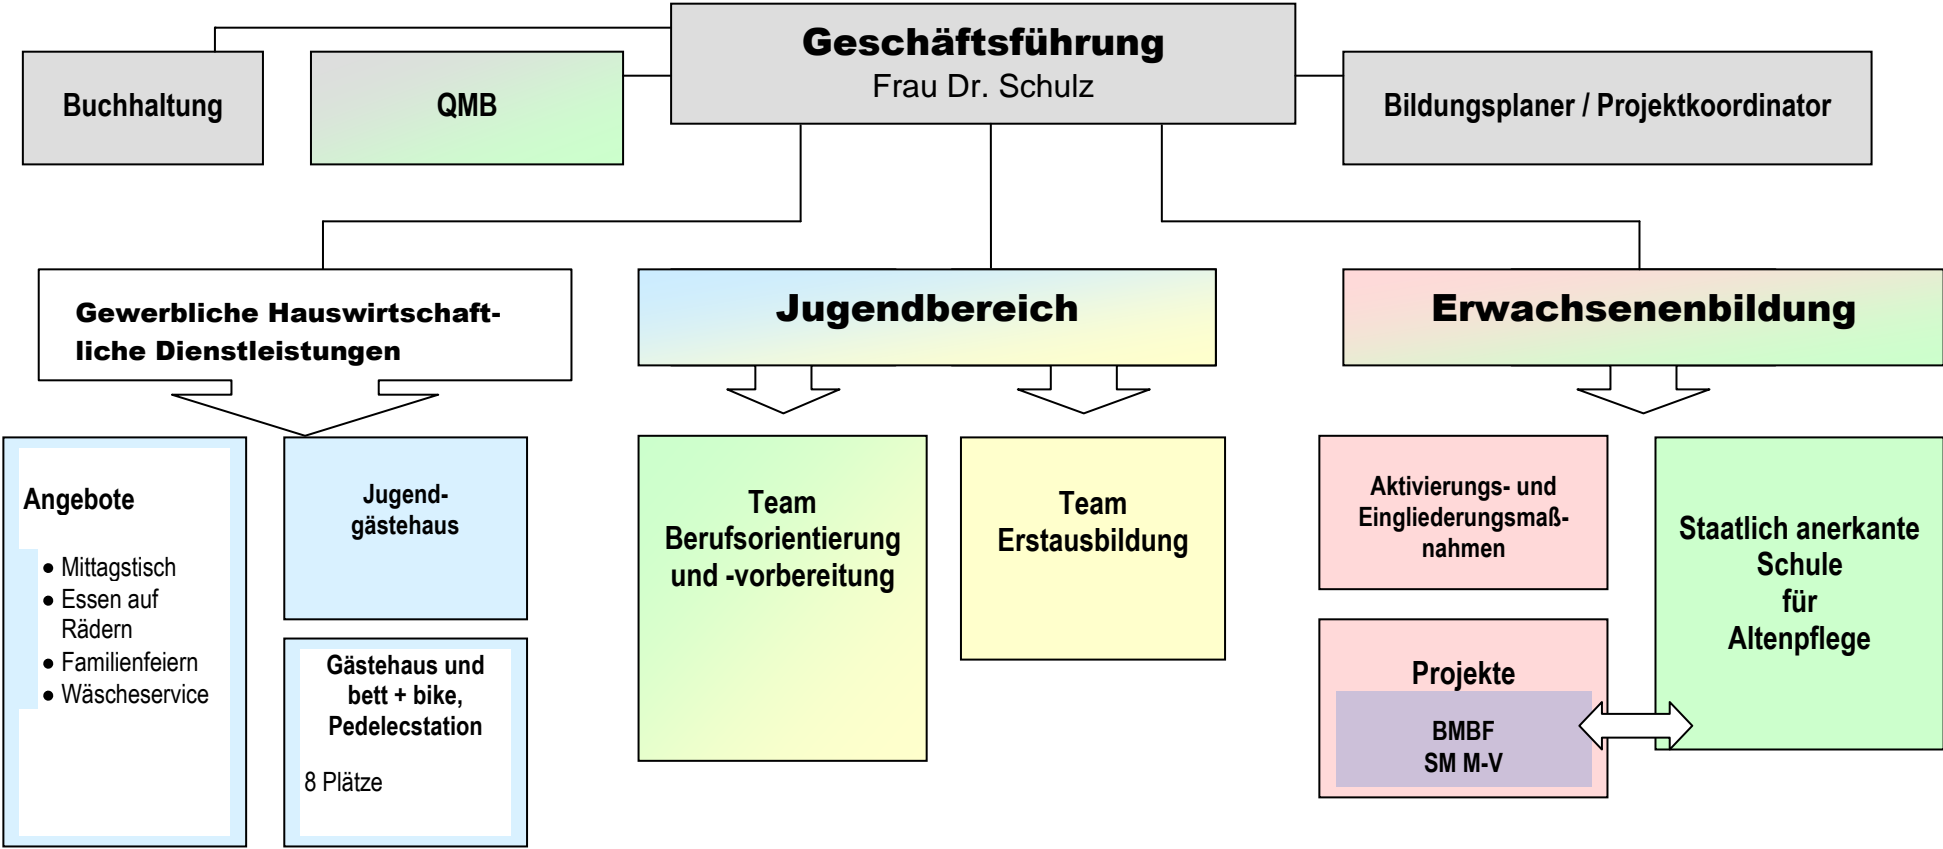 Geschäftsführung
Frau Dr. Schulz
Buchhaltung
QMB
Bildungsplaner / Projektkoordinator
Gewerbliche Hauswirtschaft-
liche Dienstleistungen
Jugendbereich
Erwachsenenbildung
Angebote
• Mittagstisch
• Essen auf
Rädern
• Familienfeiern
• Wäscheservice
Jugend-
gästehaus
Gästehaus und
bett + bike,
Pedelecstation
8 Plätze
Team
Berufsorientierung
und -vorbereitung
Team
Erstausbildung
Aktivierungs- und
Eingliederungsmaß-
nahmen
Projekte
BMBF
SM M-V
Staatlich anerkante
Schule
für
Altenpflege